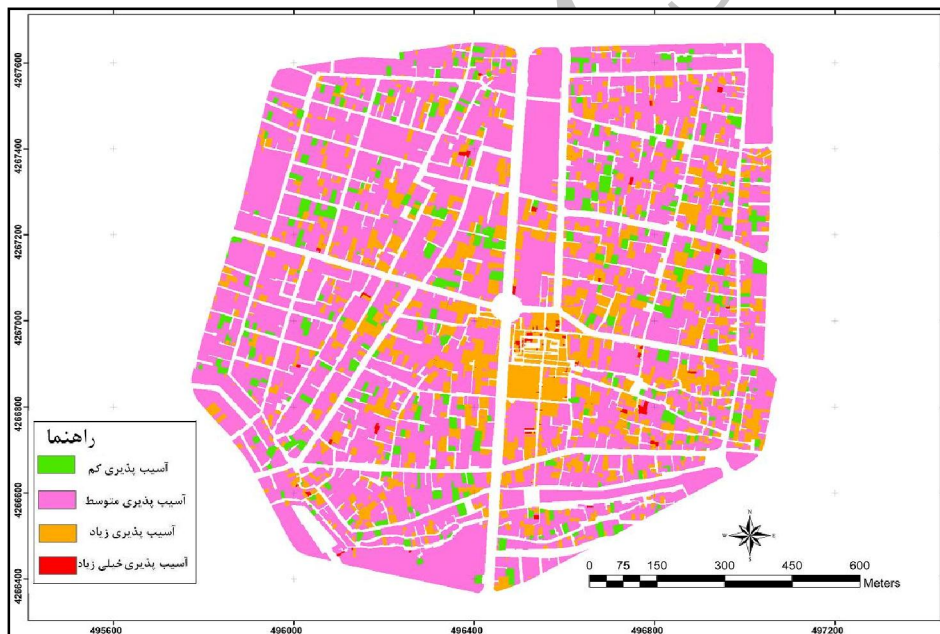 4267600
4267400
4267200
4267000
4266800
4266600
4266400
راهنما
آسیب پذیری کم
آسیب پذیری متوسط
آسیب پذیری زیاد
آسیب پذیری خیلی زیاد
N
W
E
S
0 75 150 300 450 600
Meters
495600 496000 496400 496800 497200